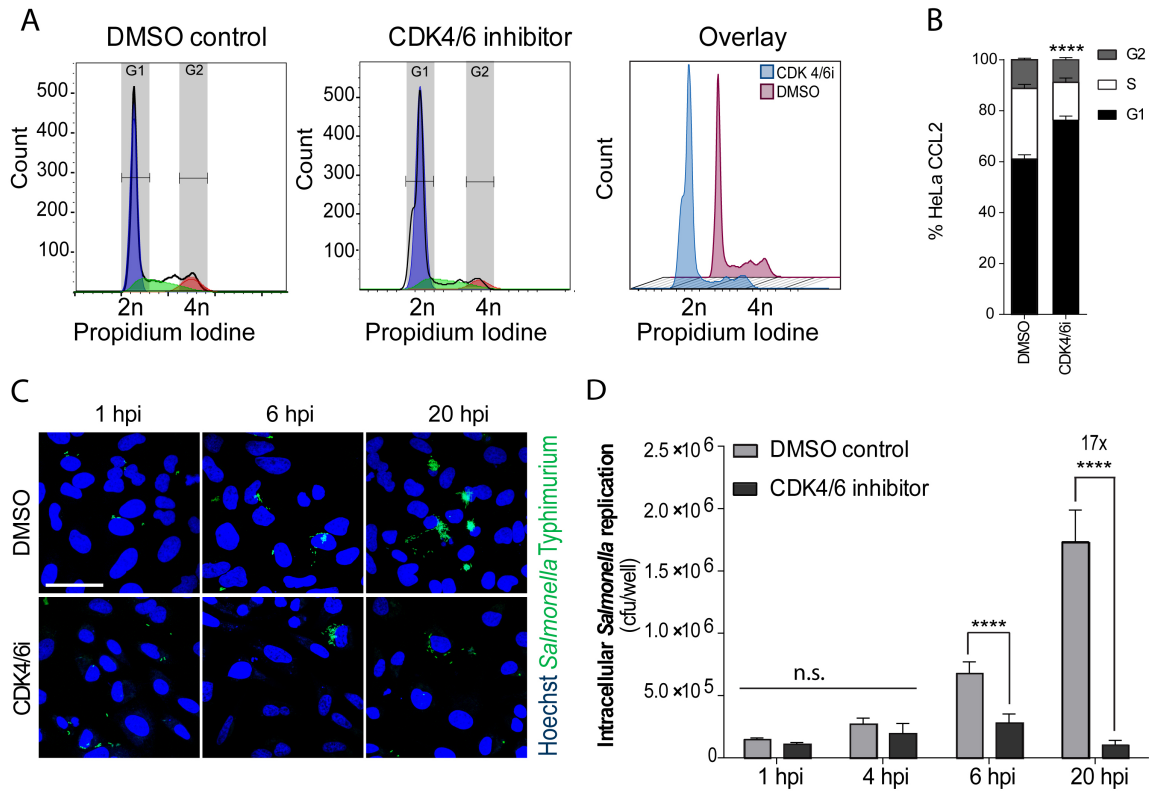 A
DMSO control
CDK4/6 inhibitor
Overlay
G1 G2
500
400
300
200
100
Count
2n 4n
Propidium Iodine
G1 G2
500
400
300
200
100
Count
2n 4n
Propidium Iodine
CDK 4/6i
DMSO
Count
2n 4n
Propidium Iodine
B
****
100
80
60
40
20
0
% HeLa CCL2
G2
S
G1
DMSO
CDK4/6i
C
1 hpi 6 hpi 20 hpi
DMSO
CDK4/6i
Hoechst Salmonella Typhimurium
D
Intracellular Salmonella replication
(cfu/well)
2.5×10⁶
2.0 ×10⁶
1.5 ×10⁶
1.0 ×10⁶
5.0 ×10⁵
0
DMSO control
CDK4/6 inhibitor
n.s.
****
17x
****
1 hpi 4 hpi 6 hpi 20 hpi